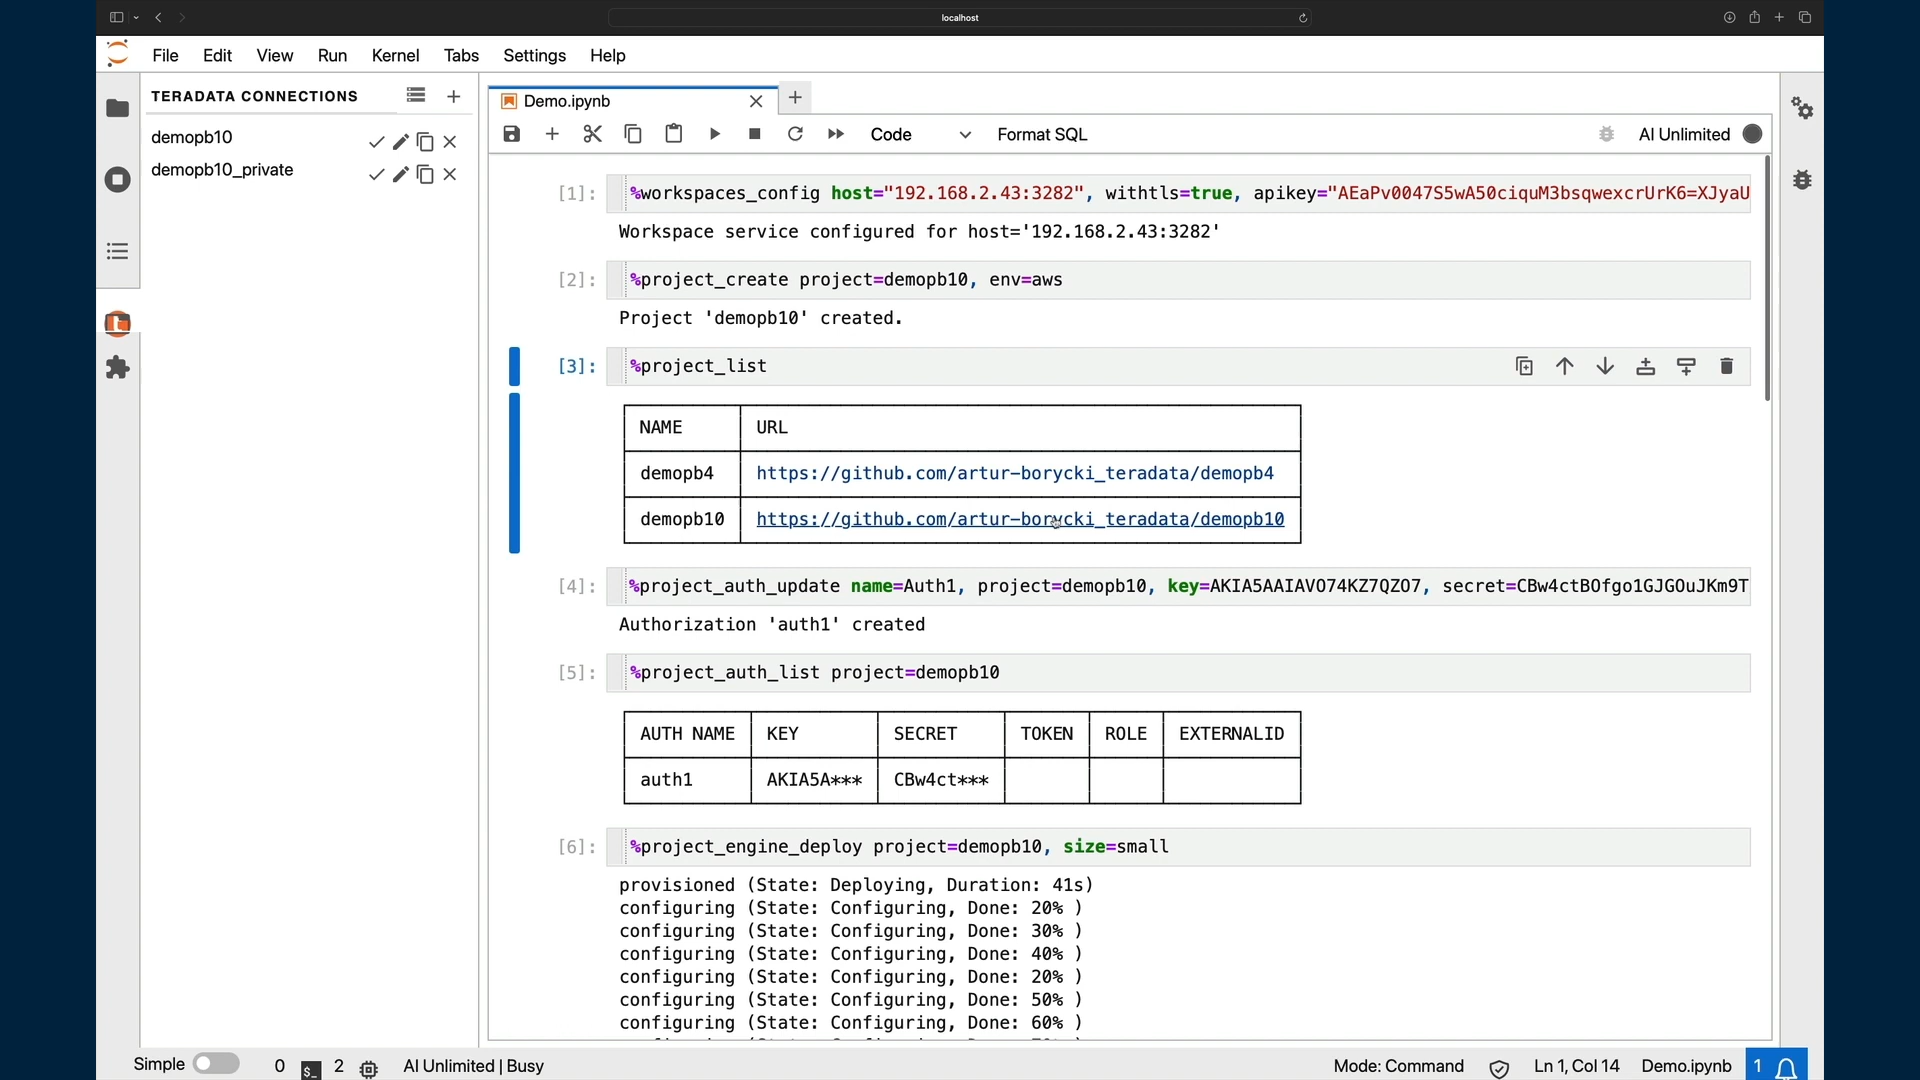 localhost
File Edit View Run Kernel Tabs Settings Help
TERADATA CONNECTIONS
demopb10
demopb10_private
Demo.ipynb
Code
Format SQL
AI Unlimited
[1]: %workspaces_config host="192.168.2.43:3282", withtls=true, apikey="AEaPv0047S5wA50ciquM3bsqwexcrUrK6=XJyaU
Workspace service configured for host='192.168.2.43:3282'
[2]: %project_create project=demopb10, env=aws
Project 'demopb10' created.
[3]: %project_list
NAME URL
demopb4 https://github.com/artur-borycki_teradata/demopb4
demopb10 https://github.com/artur-borycki_teradata/demopb10
[4]: %project_auth_update name=Auth1, project=demopb10, key=AKIA5AAIAVO74KZ7QZO7, secret=CBw4ctBOfgo1GJGOuJKm9T
Authorization 'auth1' created
[5]: %project_auth_list project=demopb10
AUTH NAME KEY SECRET TOKEN ROLE EXTERNALID
auth1 AKIA5A*** CBw4ct***
[6]: %project_engine_deploy project=demopb10, size=small
provisioned (State: Deploying, Duration: 41s)
configuring (State: Configuring, Done: 20% )
configuring (State: Configuring, Done: 30% )
configuring (State: Configuring, Done: 40% )
configuring (State: Configuring, Done: 20% )
configuring (State: Configuring, Done: 50% )
configuring (State: Configuring, Done: 60% )
Simple 0 $_ 2 AI Unlimited | Busy Mode: Command Ln 1, Col 14 Demo.ipynb 1